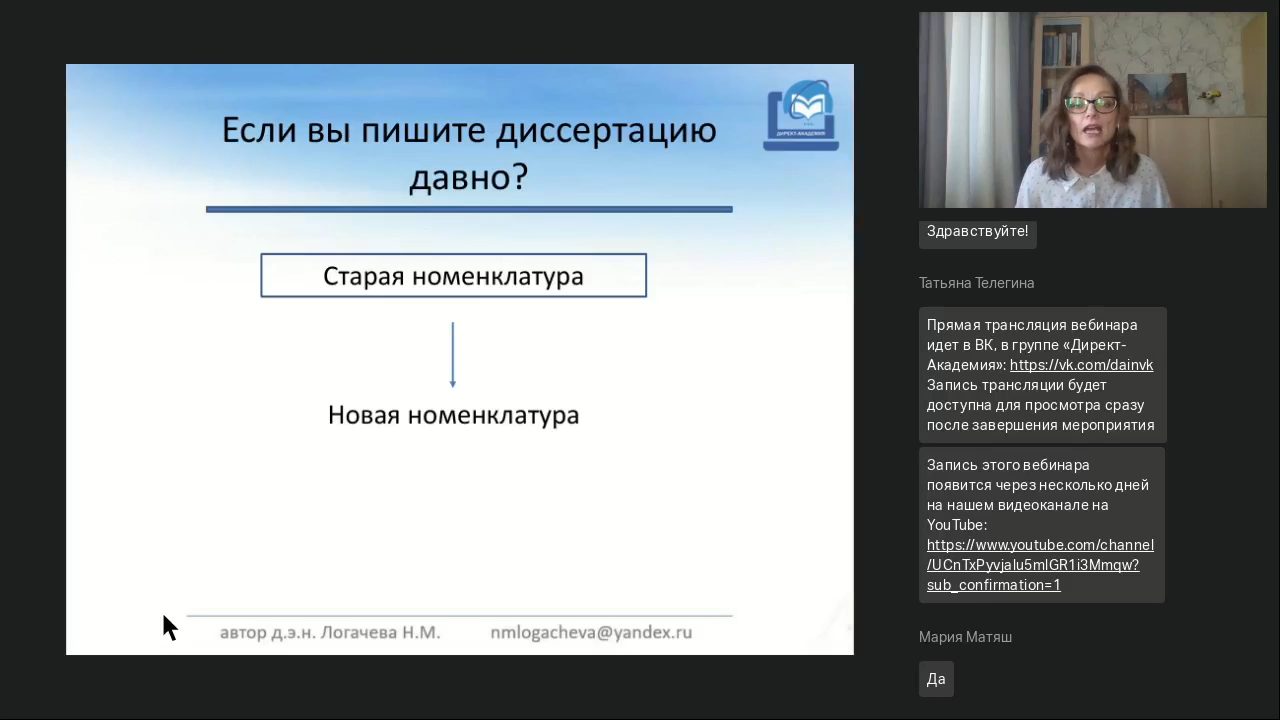 Если вы пишите диссертацию
давно?
ДИРЕКТ-АКАДЕМИЯ
Старая номенклатура
Новая номенклатура
автор д.э.н. Логачева Н.М. nmlogacheva@yandex.ru
Здравствуйте!
Татьяна Телегина
Прямая трансляция вебинара
идет в ВК, в группе «Директ-
Академия»: https://vk.com/dainvk
Запись трансляции будет
доступна для просмотра сразу
после завершения мероприятия
Запись этого вебинара
появится через несколько дней
на нашем видеоканале на
YouTube:
https://www.youtube.com/channel
/UCnTxPyvjalu5mlGR1i3Mmqw?
sub_confirmation=1
Мария Матяш
Да